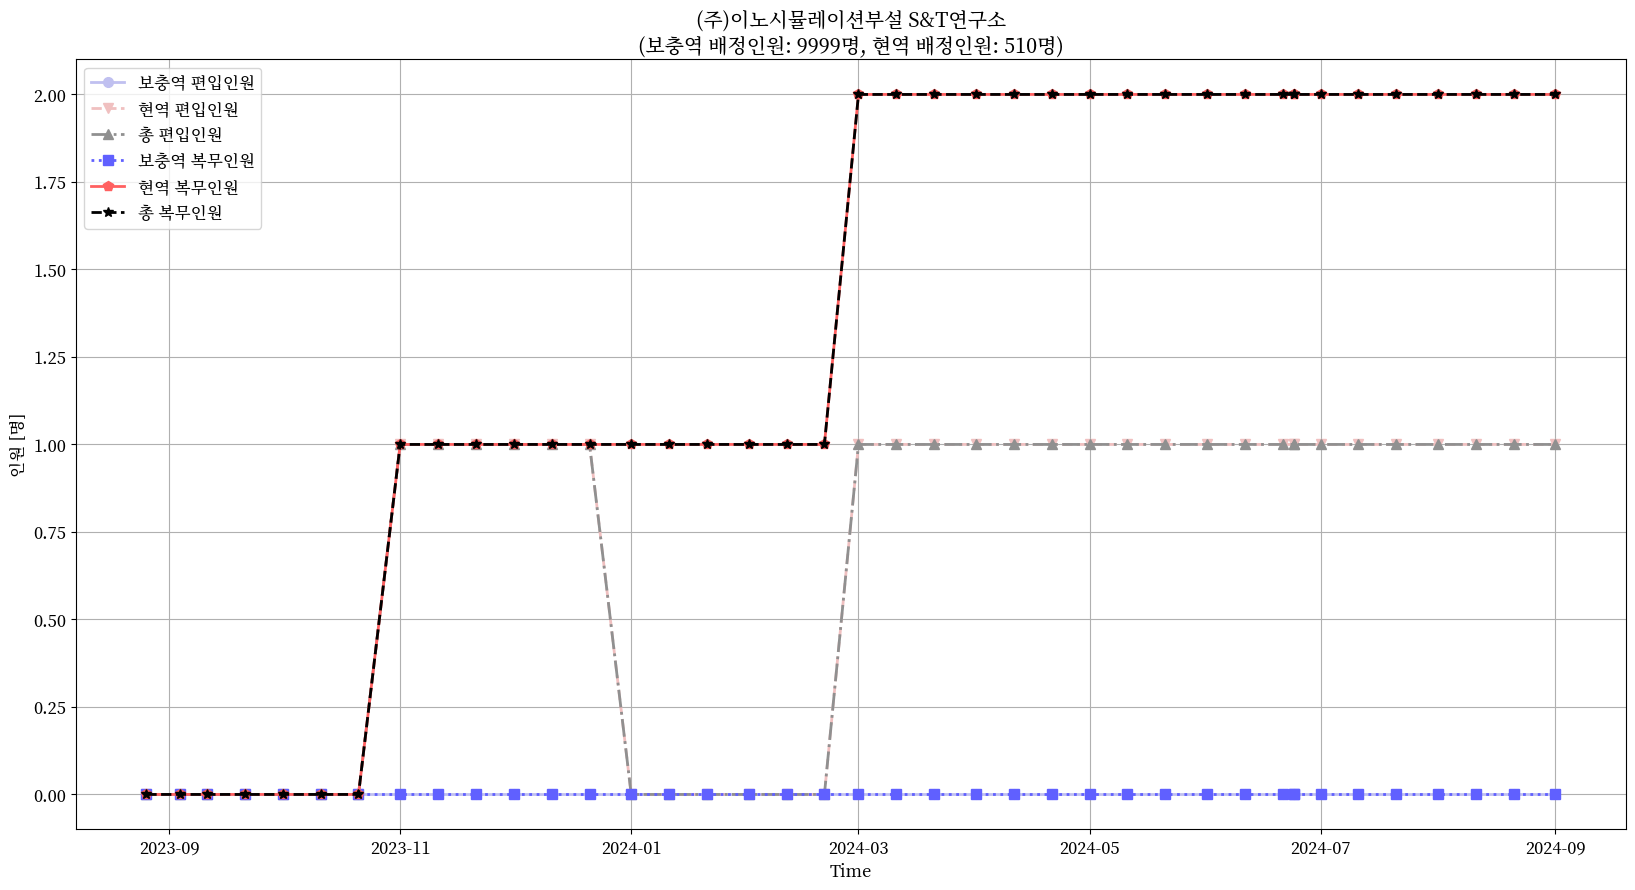 (주)이노시뮬레이션부설 S&T연구소
(보충역 배정인원: 9999명, 현역 배정인원: 510명)
보충역 편입인원
현역 편입인원
총 편입인원
보충역 복무인원
현역 복무인원
총 복무인원
2.00
1.75
1.50
1.25
1.00
0.75
0.50
0.25
0.00
인원 [명]
2023-09
2023-11
2024-01
2024-03
2024-05
2024-07
2024-09
Time